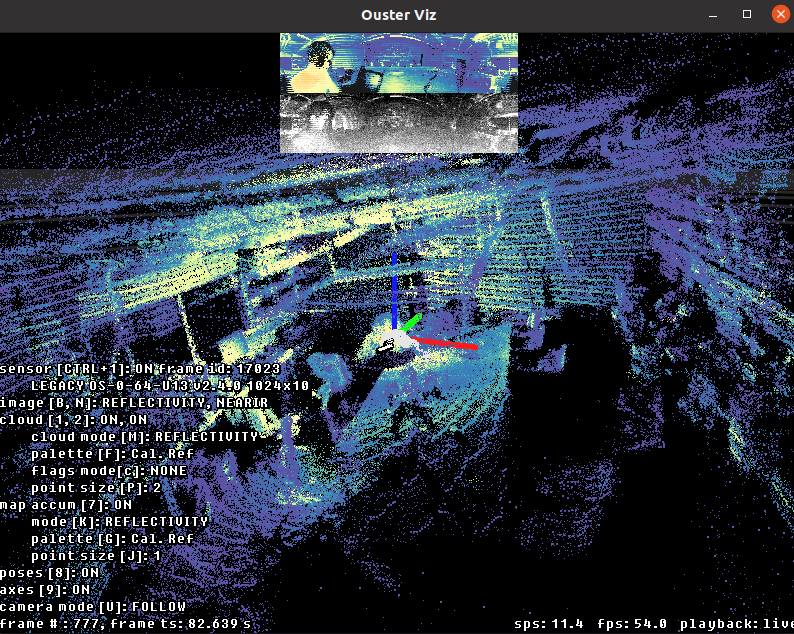 Ouster Viz
sensor [CTRL+1]: ON frame id: 17023
LEGACY OS-0-64-U13 v2.4.0 1024x10
image [B, N]: REFLECTIVITY, NEARIR
cloud [1, 2]: ON, ON
cloud mode [M]: REFLECTIVITY
palette [F]: Cal. Ref
flags mode[c]: NONE
point size [P]: 2
map accum [7]: ON
mode [K]: REFLECTIVITY
palette [G]: Cal. Ref
point size [J]: 1
poses [8]: ON
axes [9]: ON
camera mode [U]: FOLLOW
frame # : 777, frame ts: 82.639 s
sps: 11.4 fps: 54.0 playback: live